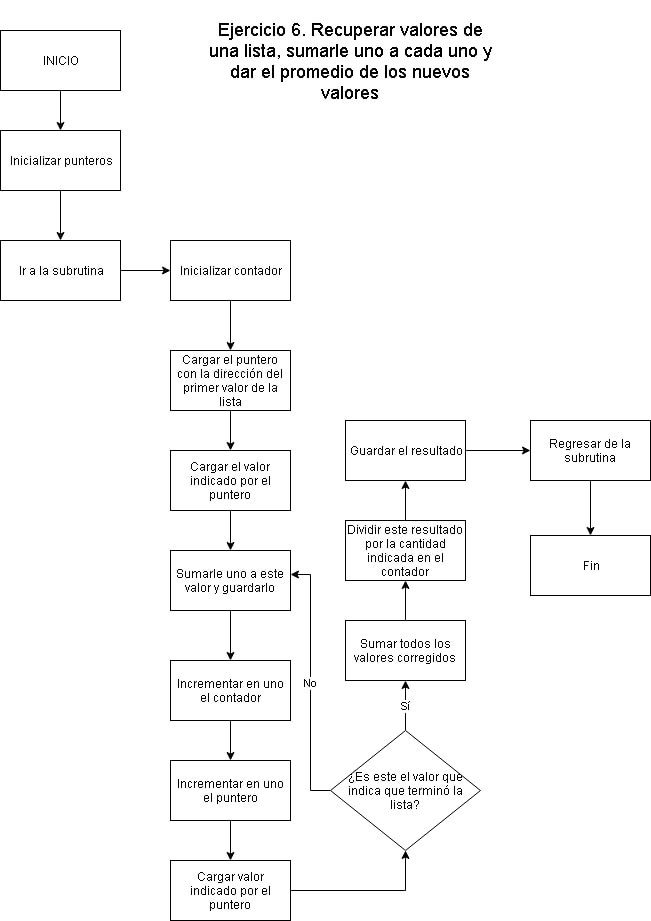 Ejercicio 6. Recuperar valores de
una lista, sumarle uno a cada uno y
dar el promedio de los nuevos
valores
INICIO
Inicializar punteros
Ir a la subrutina
Inicializar contador
Cargar el puntero
con la dirección del
primer valor de la
lista
Cargar el valor
indicado por el
puntero
Sumarle uno a este
valor y guardarlo
Incrementar en uno
el contador
Incrementar en uno
el puntero
Cargar valor
indicado por el
puntero
¿Es este el valor que
indica que terminó la
lista?
No
Sí
Sumar todos los
valores corregidos
Dividir este resultado
por la cantidad
indicada en el
contador
Guardar el resultado
Regresar de la
subrutina
Fin